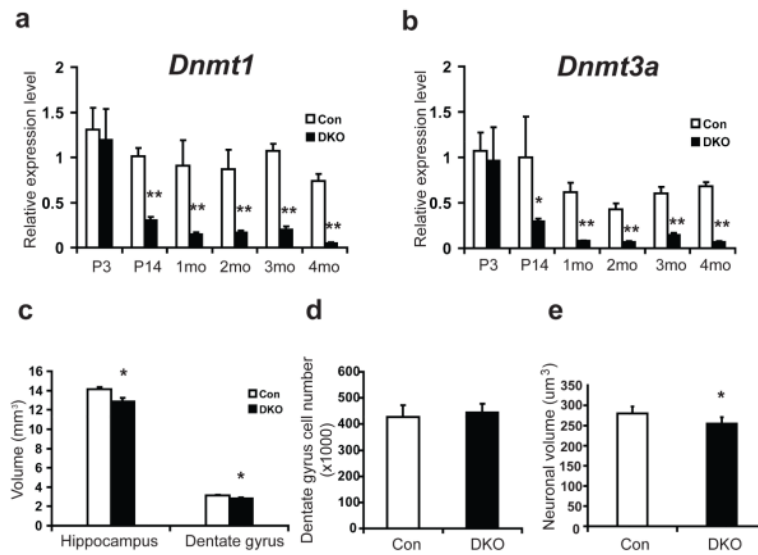 a
Dnmt1
Relative expression level
2
1.5
1
0.5
0
Con
DKO
** ** ** ** **
P3 P14 1mo 2mo 3mo 4mo
b
Dnmt3a
Relative expression level
2
1.5
1
0.5
0
Con
DKO
* ** ** ** **
P3 P14 1mo 2mo 3mo 4mo
c
Volume (mm³)
16
14
12
10
8
6
4
2
0
Con
DKO
*
*
Hippocampus Dentate gyrus
d
Dentate gyrus cell number
(x1000)
600
500
400
300
200
100
0
Con DKO
e
Neuronal volume (um³)
350
300
250
200
150
100
50
0
*
Con DKO